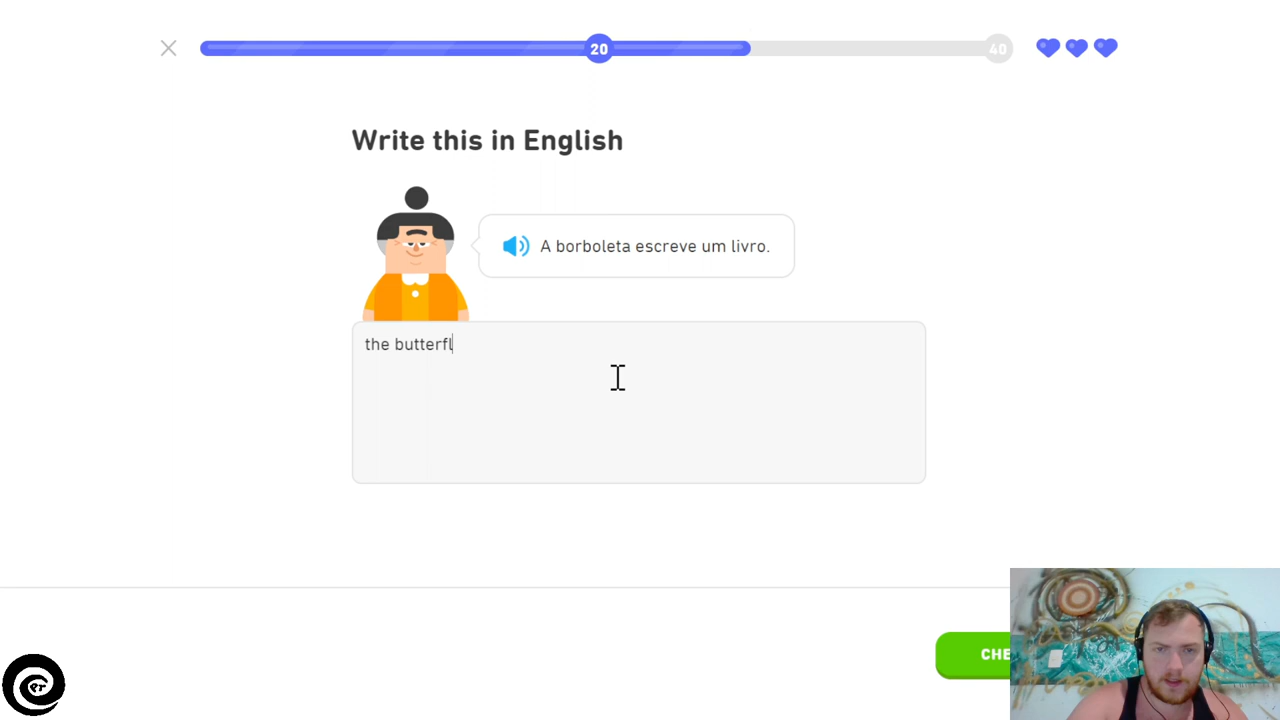 20
40
Write this in English
A borboleta escreve um livro.
the butterfl
CHE